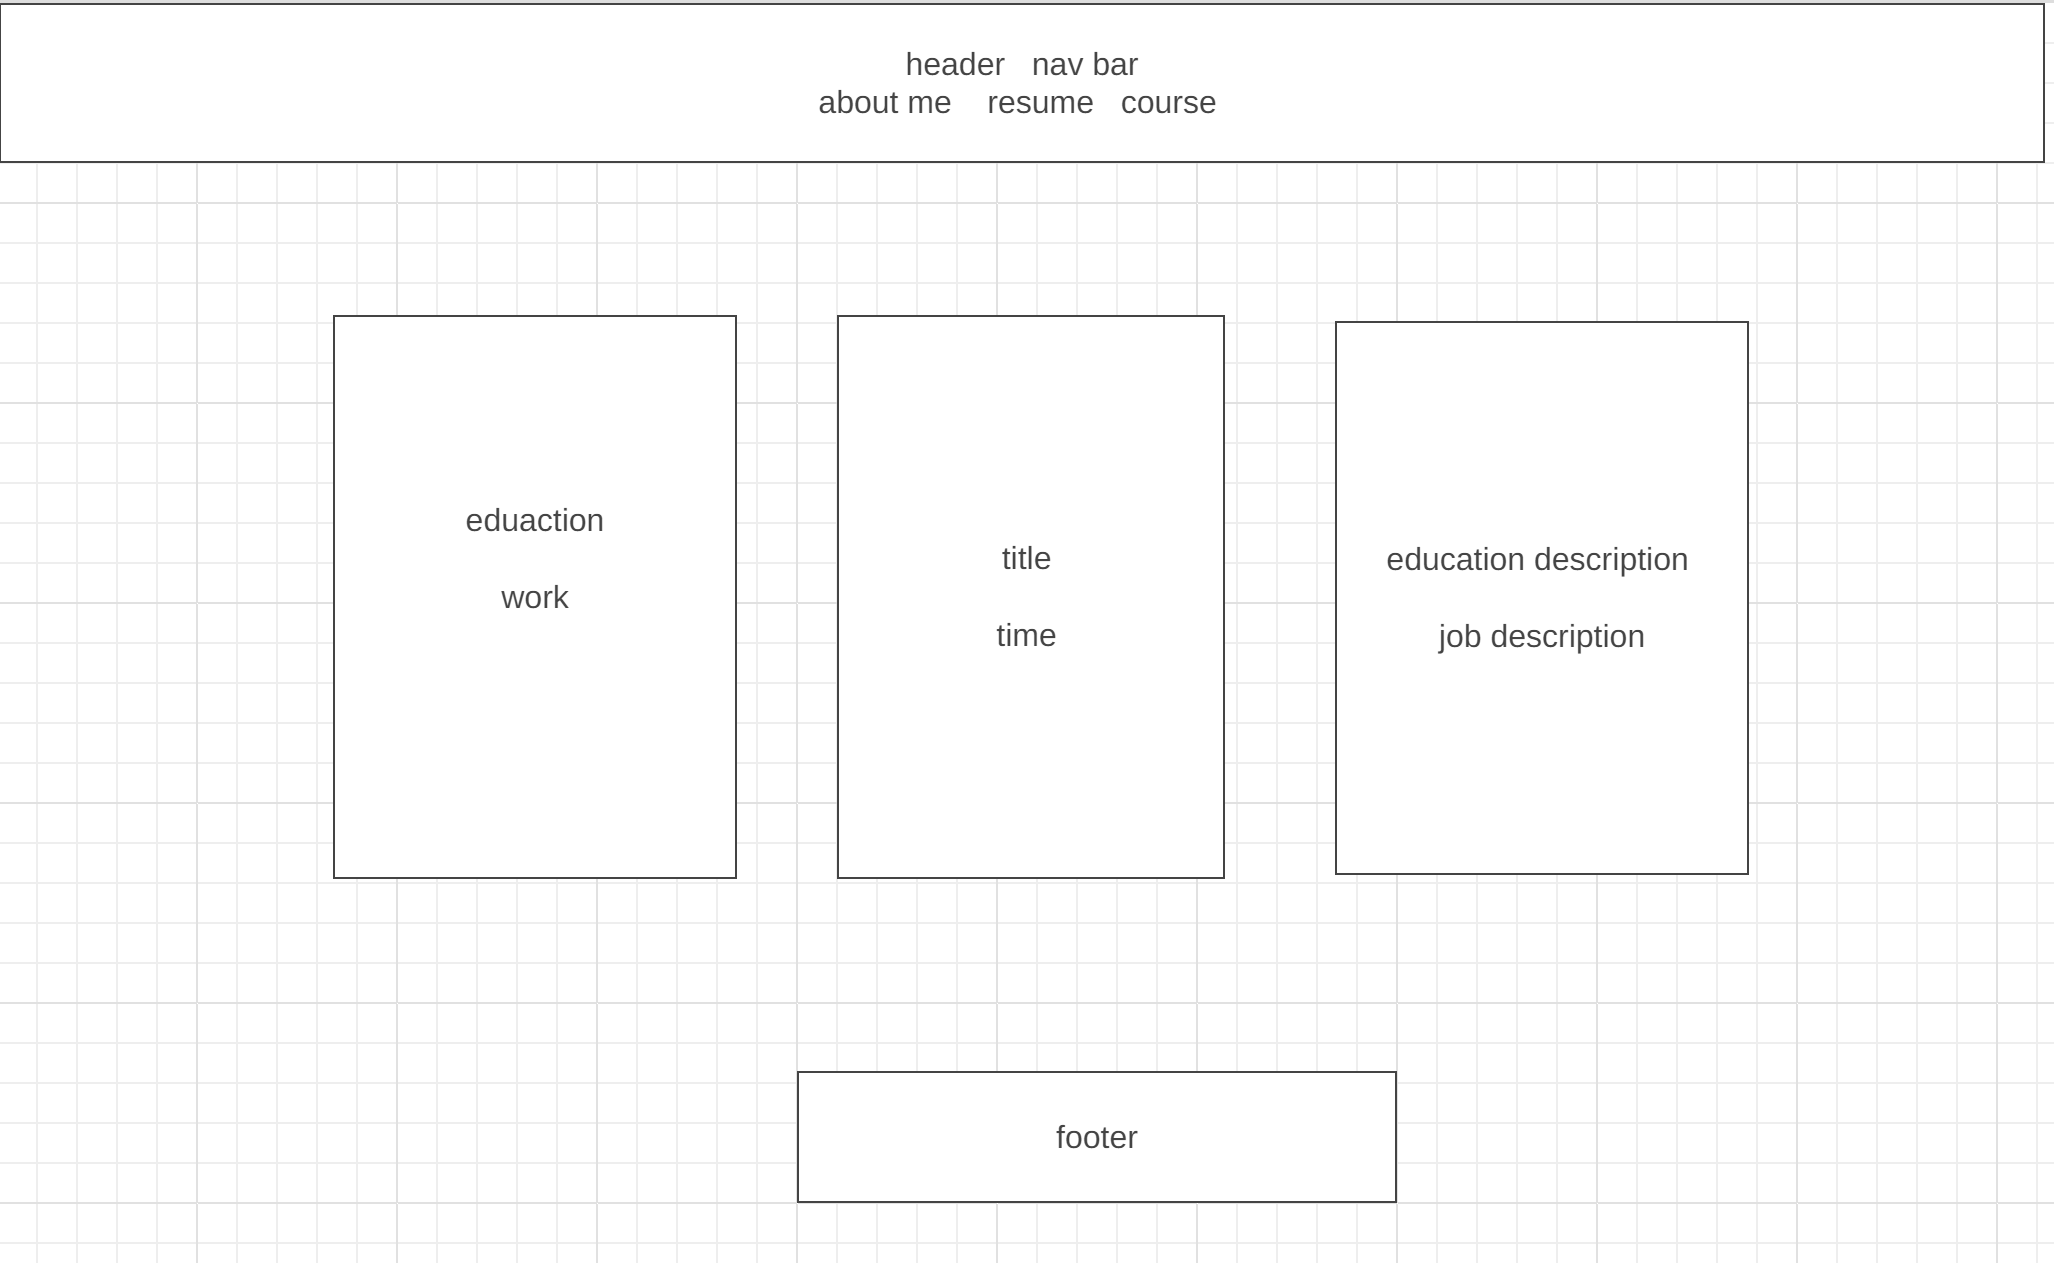 header   nav bar
about me    resume   course
eduaction
work
title
time
education description
job description
footer